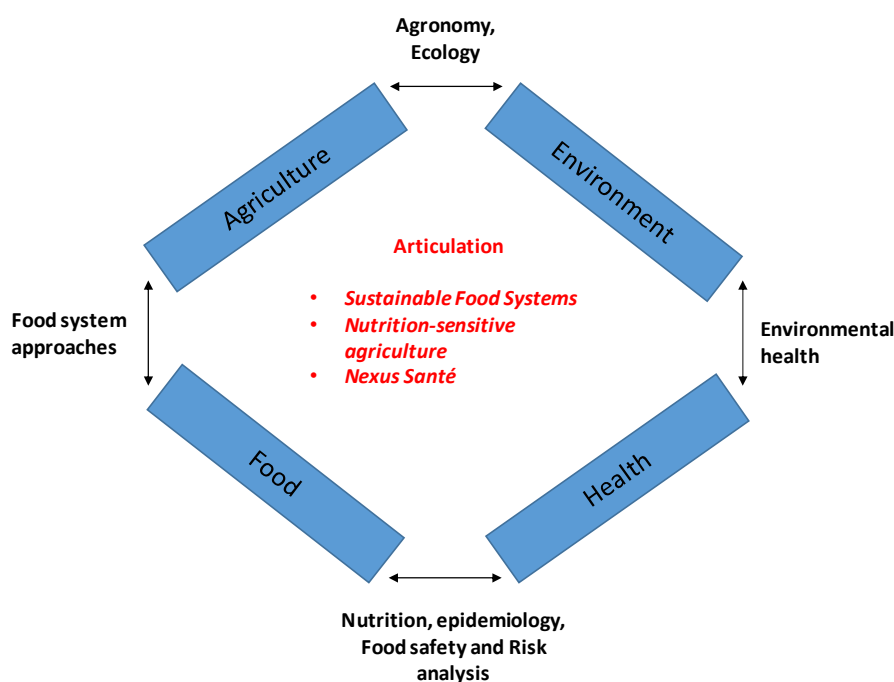 Agronomy,
Ecology
Agriculture
Environment
Articulation
• Sustainable Food Systems
• Nutrition-sensitive
agriculture
• Nexus Santé
Food system
approaches
Environmental
health
Food
Health
Nutrition, epidemiology,
Food safety and Risk
analysis